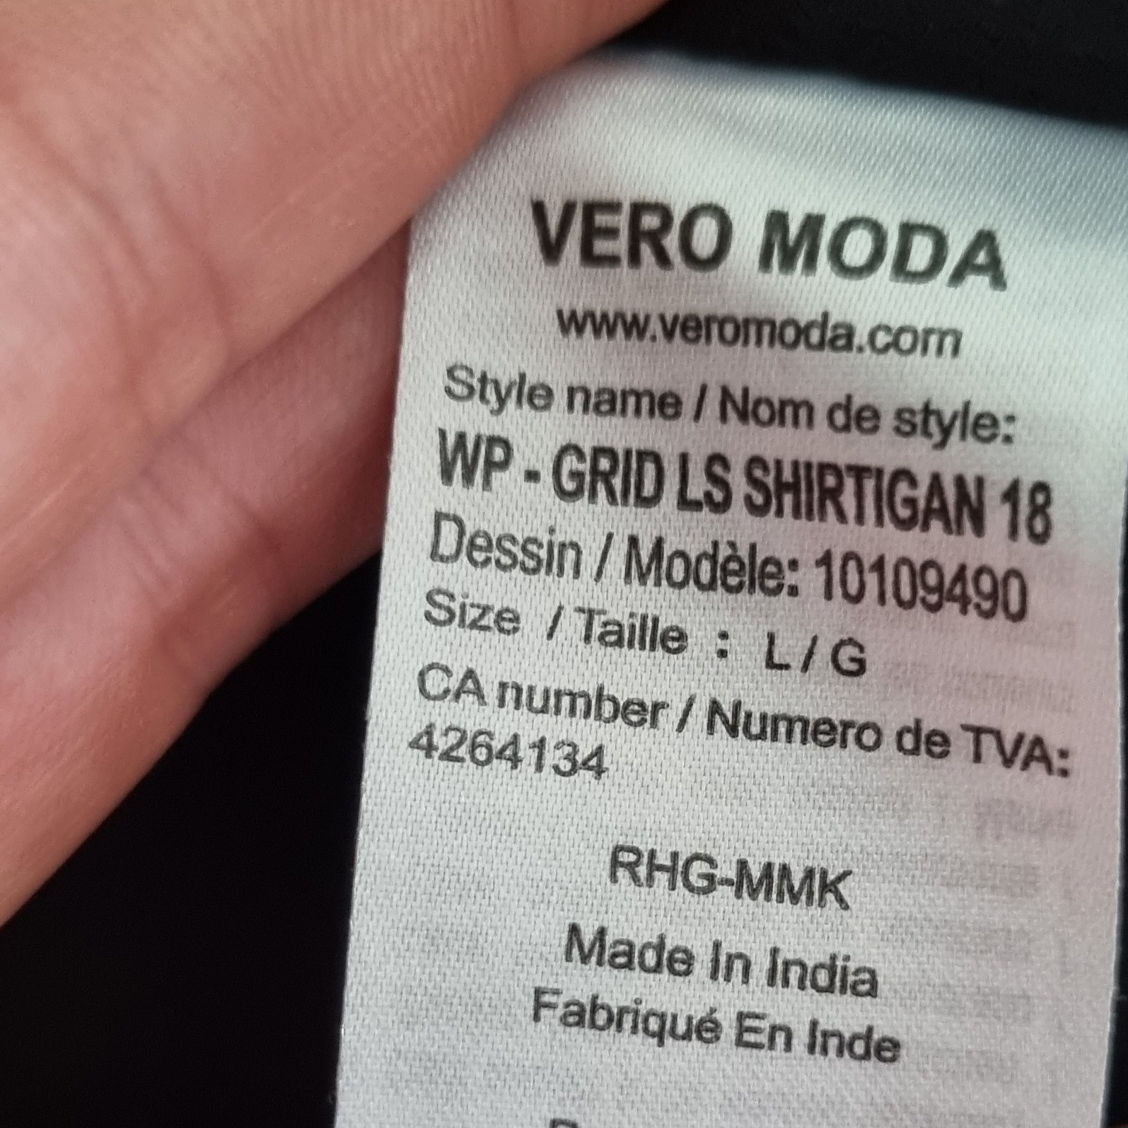 VERO MODA
www.veromoda.com
Style name / Nom de style:
WP - GRID LS SHIRTIGAN 18
Dessin / Modèle: 10109490
Size / Taille : L / G
CA number / Numero de TVA:
4264134
RHG-MMK
Made In India
Fabriqué En Inde